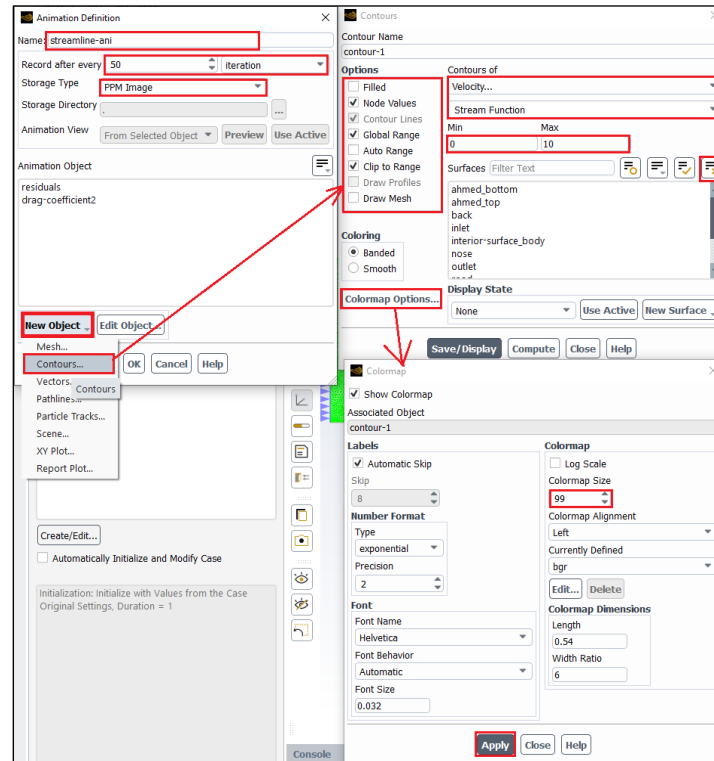 Animation Definition
Name: streamline-ani
Record after every 50 iteration
Storage Type
PPM Image
Storage Directory .
...
Animation View From Selected Object Preview Use Active
Animation Object
residuals
drag-coefficient2
New Object Edit Object...
Mesh...
Contours...
OK Cancel Help
Vectors...
Contours
Pathlines...
Particle Tracks...
Scene...
XY Plot...
Report Plot...
Create/Edit...
Automatically Initialize and Modify Case
Initialization: Initialize with Values from the Case
Original Settings, Duration = 1
Console
Contours
Contour Name
contour-1
Options
Filled
Node Values
Contour Lines
Global Range
Auto Range
Clip to Range
Draw Profiles
Draw Mesh
Coloring
Banded
Smooth
Colormap Options...
Contours of
Velocity...
Stream Function
Min Max
0 10
Surfaces Filter Text
ahmed_bottom
ahmed_top
back
inlet
interior-surface_body
nose
outlet
Display State
None Use Active New Surface
Save/Display Compute Close Help
Colormap
Show Colormap
Associated Object
contour-1
Labels
Automatic Skip
Skip
8
Number Format
Type
exponential
Precision
2
Font
Font Name
Helvetica
Font Behavior
Automatic
Font Size
0.032
Colormap
Log Scale
Colormap Size
99
Colormap Alignment
Left
Currently Defined
bgr
Edit... Delete
Colormap Dimensions
Length
0.54
Width Ratio
6
Apply Close Help